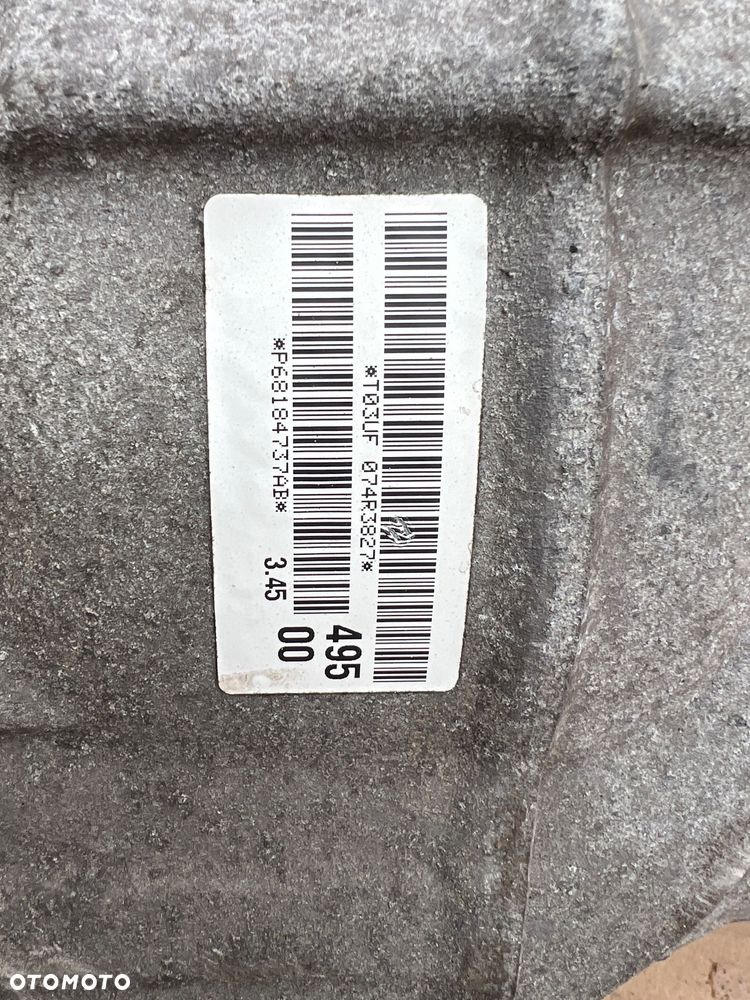 *T03UF 074R3827*
*P68184737AB*
495
00
3.45
OTOMOTO